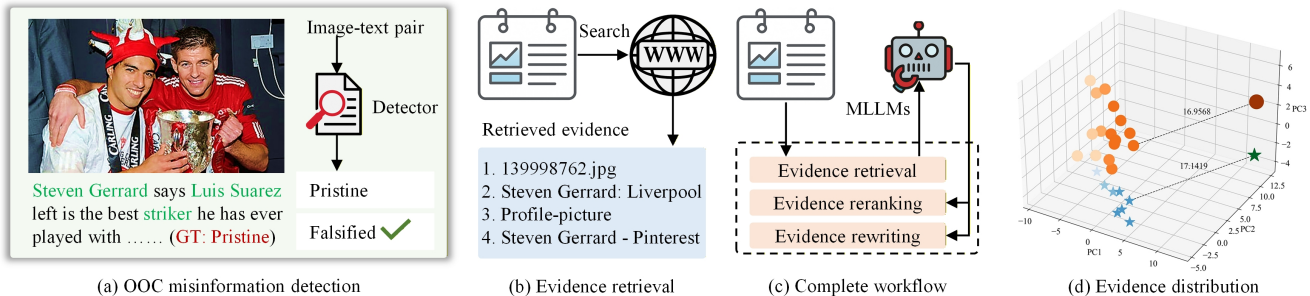 CARLING
CARLING
Steven Gerrard says Luis Suarez
left is the best striker he has ever
played with …… (GT: Pristine)
Image-text pair
Detector
Pristine
Falsified
(a) OOC misinformation detection
Search
WWW
Retrieved evidence
1. 139998762.jpg
2. Steven Gerrard: Liverpool
3. Profile-picture
4. Steven Gerrard - Pinterest
(b) Evidence retrieval
MLLMs
Evidence retrieval
Evidence reranking
Evidence rewriting
(c) Complete workflow
16.9568
17.1419
6
4
2
0
−2
−4
PC3
−10
−5
0
5
10
PC1
−5.0
−2.5
0.0
2.5
5.0
7.5
10.0
12.5
PC2
(d) Evidence distribution